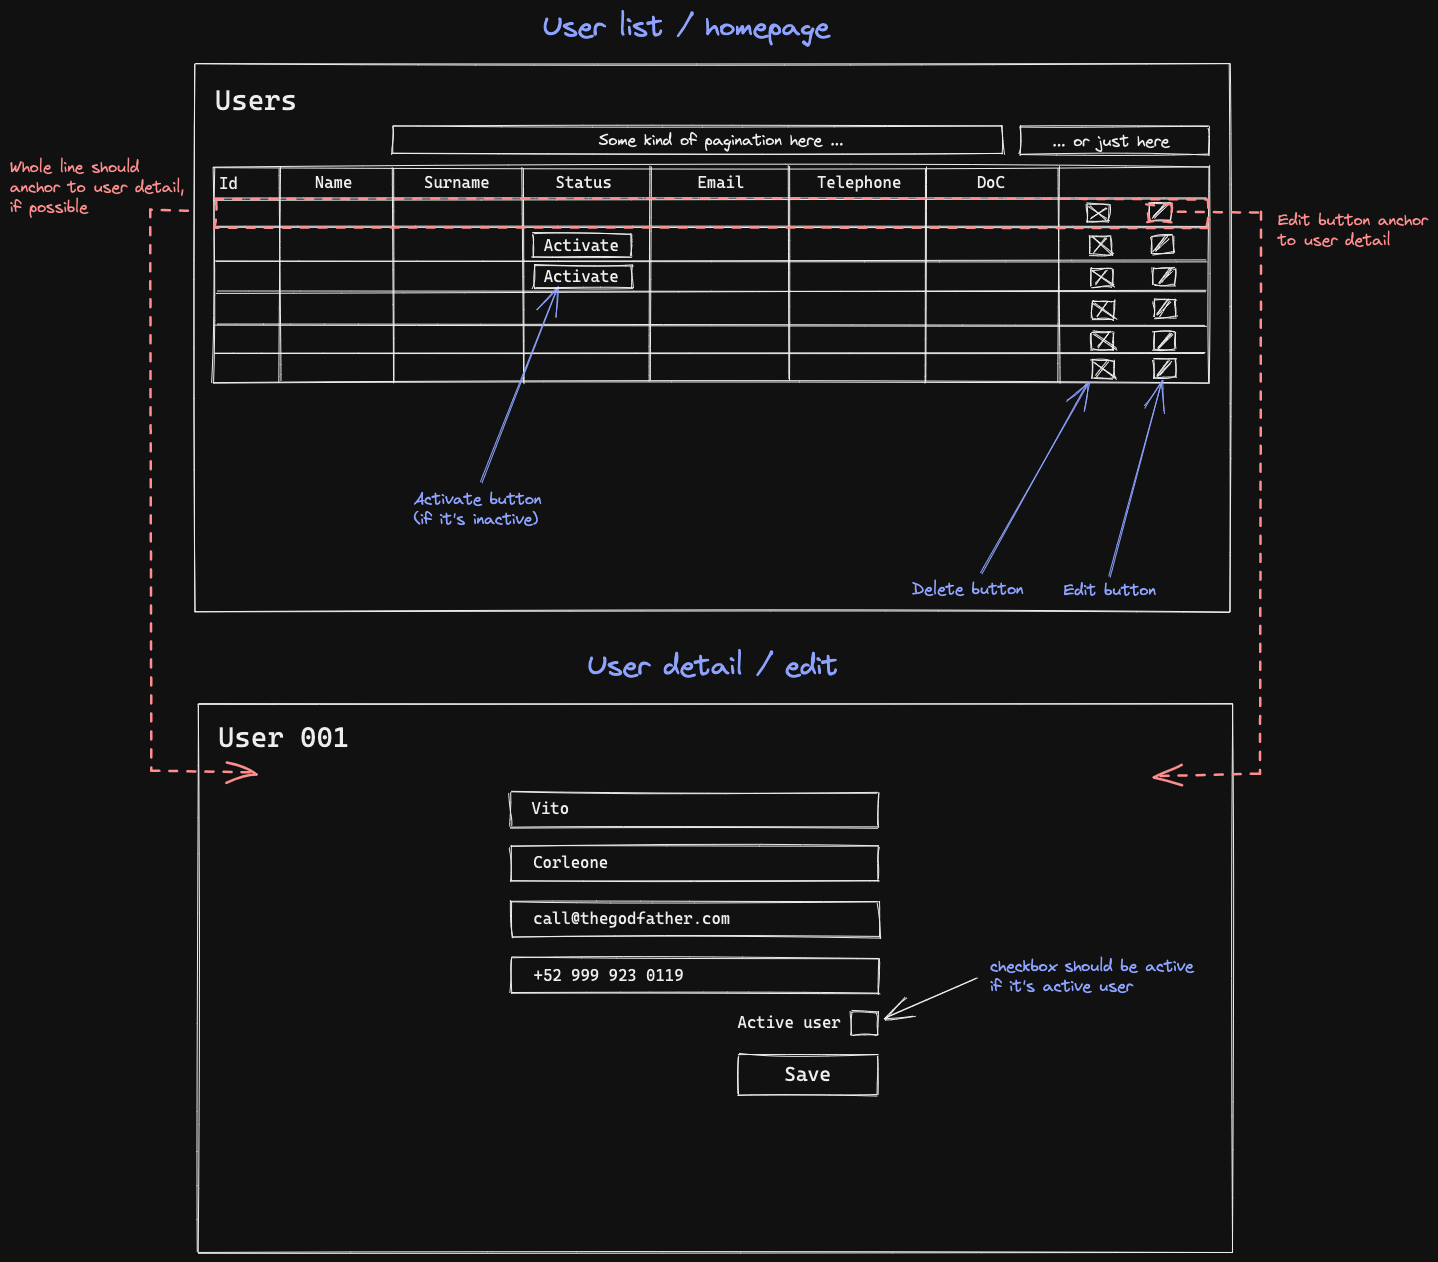 User list / homepage
Users
Some kind of pagination here ...
... or just here
Whole line should
anchor to user detail,
if possible
Id Name Surname Status Email Telephone DoC
Edit button anchor
to user detail
Activate
Activate
Activate button
(if it's inactive)
Delete button
Edit button
User detail / edit
User 001
Vito
Corleone
call@thegodfather.com
+52 999 923 0119
checkbox should be active
if it's active user
Active user
Save